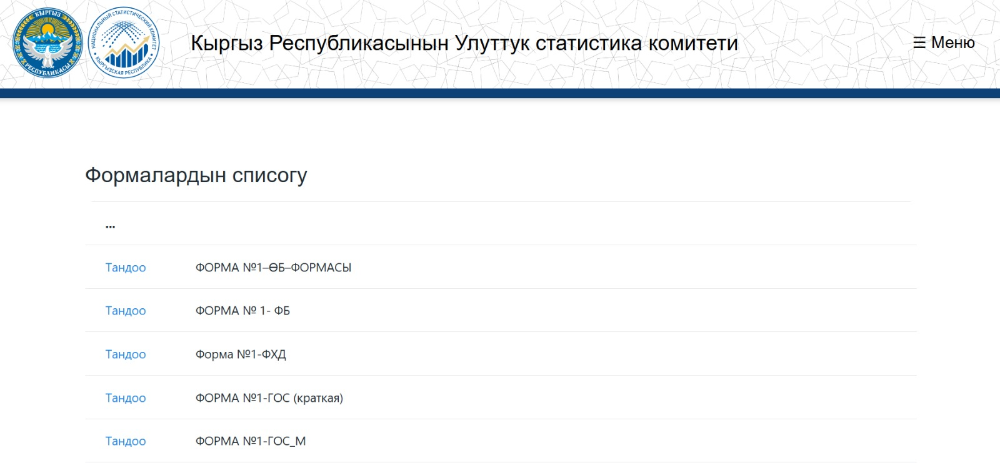 КЫРГЫЗ
РЕСПУБЛИКАСЫ
НАЦИОНАЛЬНЫЙ СТАТИСТИЧЕСКИЙ КОМИТЕТ
КЫРГЫЗСКАЯ РЕСПУБЛИКА
Кыргыз Республикасынын Улуттук статистика комитети
☰ Меню
Формалардын списогу
...
Тандоо ФОРМА №1–ӨБ–ФОРМАСЫ
Тандоо ФОРМА № 1- ФБ
Тандоо Форма №1-ФХД
Тандоо ФОРМА №1-ГОС (краткая)
Тандоо ФОРМА №1-ГОС_М